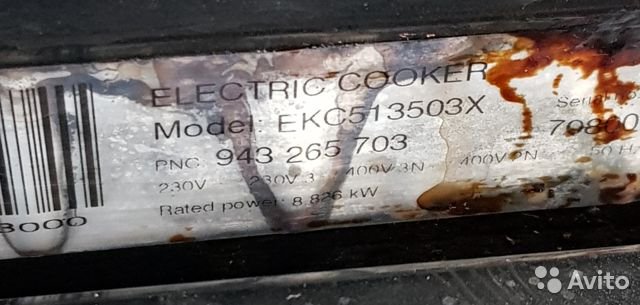 ELECTRIC COOKER
Model: EKC513503X
PNC 943 265 703
230V 230V 3 400V 3N 400V 2N 50 H
Rated power: 8.826 kW
Serial
70800
3000
Avito